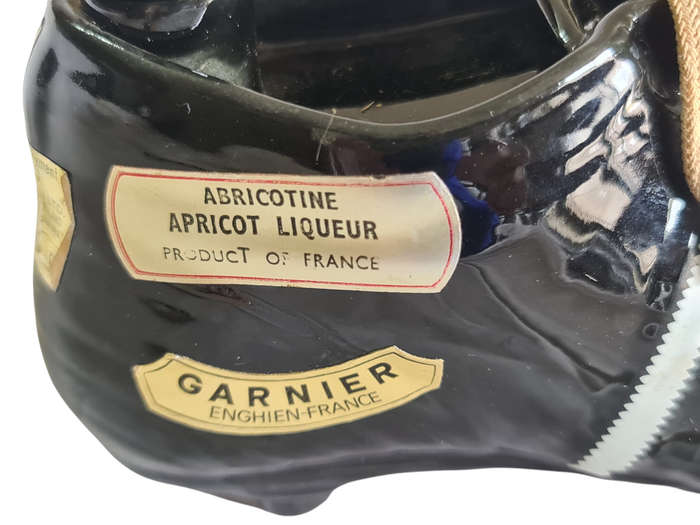 ABRICOTINE
APRICOT LIQUEUR
PRODUCT OF FRANCE
GARNIER
ENGHIEN-FRANCE